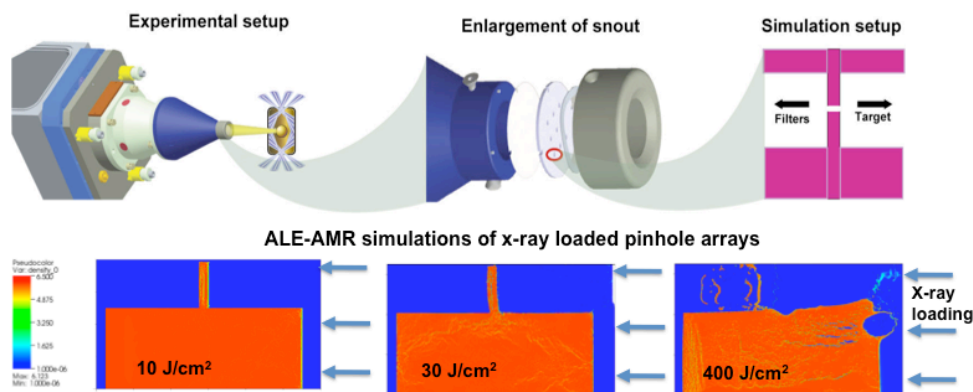 Experimental setup
Enlargement of snout
Simulation setup
Filters
Target
ALE-AMR simulations of x-ray loaded pinhole arrays
Pseudocolor
Var: density_0
6.500
4.875
3.250
1.625
1.000e-06
Max: 6.123
Min: 1.000e-06
10 J/cm²
30 J/cm²
400 J/cm²
X-ray
loading